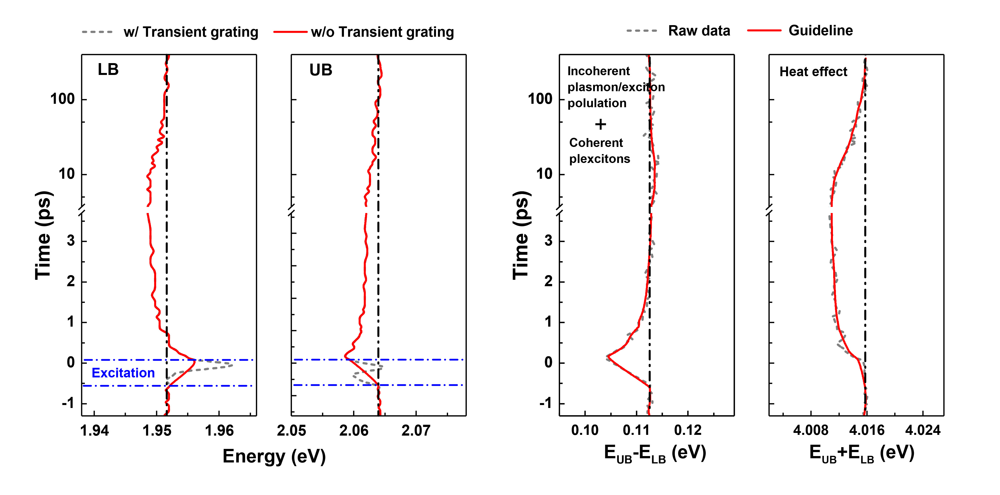 w/ Transient grating
w/o Transient grating
Raw data
Guideline
LB
UB
Incoherent
plasmon/exciton
polulation
+
Coherent
plexcitons
Heat effect
Time (ps)
100
10
3
2
1
0
-1
Excitation
Time (ps)
100
10
3
2
1
0
-1
1.94
1.95
1.96
2.05
2.06
2.07
0.10
0.11
0.12
4.008
4.016
4.024
Energy (eV)
EUB-ELB (eV)
EUB+ELB (eV)